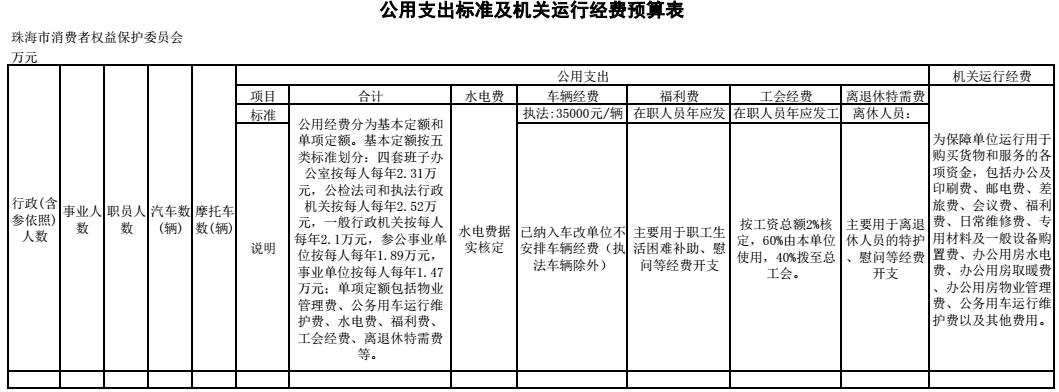 公用支出标准及机关运行经费预算表
珠海市消费者权益保护委员会
万元
公用支出
机关运行经费
项目
合计
水电费
车辆经费
福利费
工会经费
离退休特需费
标准
执法:35000元/辆
在职人员年应发
在职人员年应发工
离休人员:
行政(含
参依照)
人数
事业人
数
职员人
数
汽车数
(辆)
摩托车
数(辆)
说明
公用经费分为基本定额和
单项定额。基本定额按五
类标准划分: 四套班子办
公室按每人每年2.31万
元, 公检法司和执法行政
机关按每人每年2.52万
元, 一般行政机关按每人
每年2.1万元, 参公事业单
位按每人每年1.89万元,
事业单位按每人每年1.47
万元; 单项定额包括物业
管理费、公务用车运行维
护费、水电费、福利费、
工会经费、离退休特需费
等。
水电费据
实核定
已纳入车改单位不
安排车辆经费(执
法车辆除外)
主要用于职工生
活困难补助、慰
问等经费开支
按工资总额2%核
定, 60%由本单位
使用, 40%拨至总
工会。
主要用于离退
休人员的特护
、慰问等经费
开支
为保障单位运行用于
购买货物和服务的各
项资金, 包括办公及
印刷费、邮电费、差
旅费、会议费、福利
费、日常维修费、专
用材料及一般设备购
置费、办公用房水电
费、办公用房取暖费
、办公用房物业管理
费、公务用车运行维
护费以及其他费用。